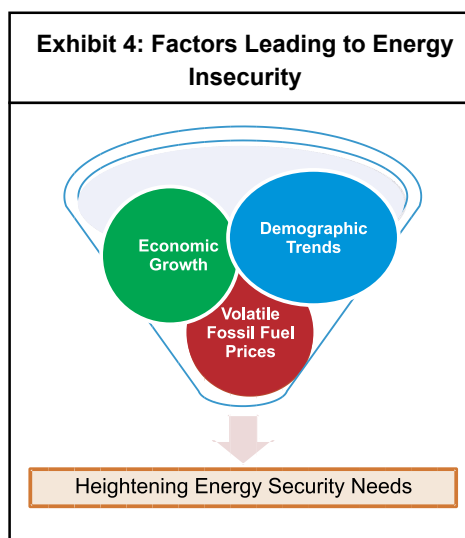 Exhibit 4: Factors Leading to Energy
Insecurity
Economic
Growth
Demographic
Trends
Volatile
Fossil Fuel
Prices
Heightening Energy Security Needs